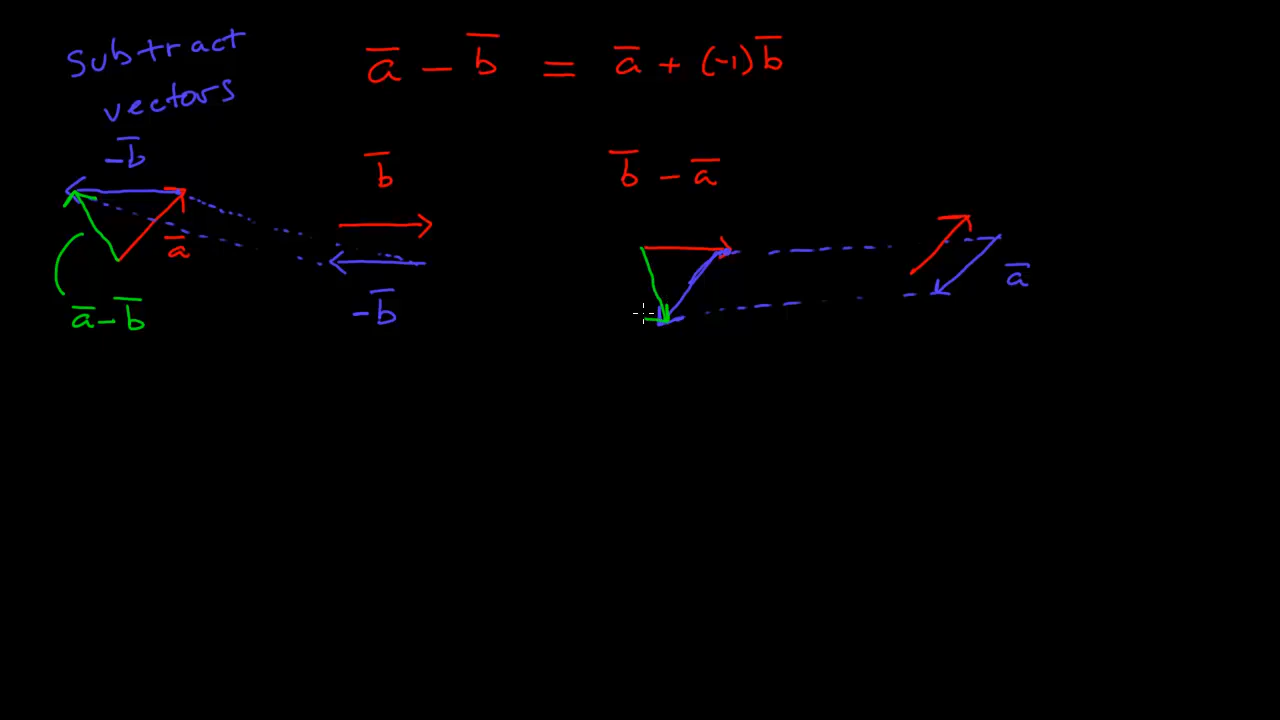 Subtract
vectors
a̅ − b̅ = a̅ + (-1) b̅
−b̅
b̅
b̅ − a̅
a̅
a̅
a̅ − b̅
−b̅